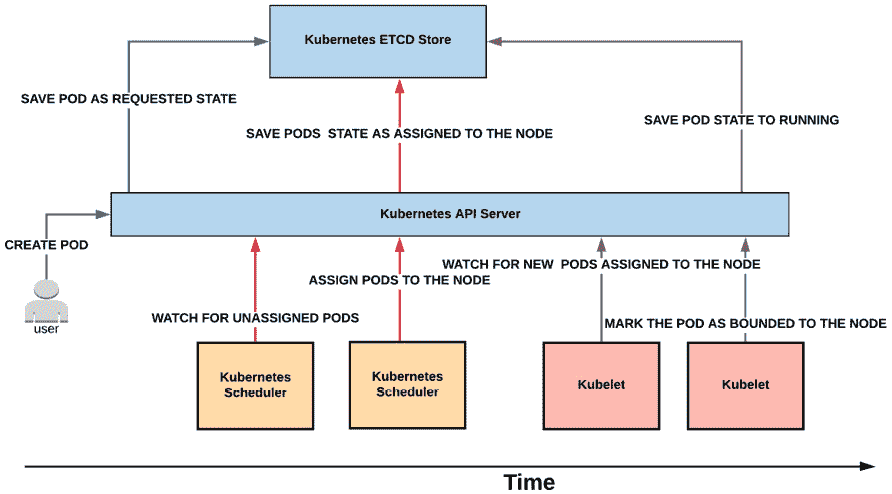 Kubernetes ETCD Store
SAVE POD AS REQUESTED STATE
SAVE PODS STATE AS ASSIGNED TO THE NODE
SAVE POD STATE TO RUNNING
Kubernetes API Server
CREATE POD
user
WATCH FOR UNASSIGNED PODS
ASSIGN PODS TO THE NODE
WATCH FOR NEW PODS ASSIGNED TO THE NODE
MARK THE POD AS BOUNDED TO THE NODE
Kubernetes
Scheduler
Kubernetes
Scheduler
Kubelet
Kubelet
Time